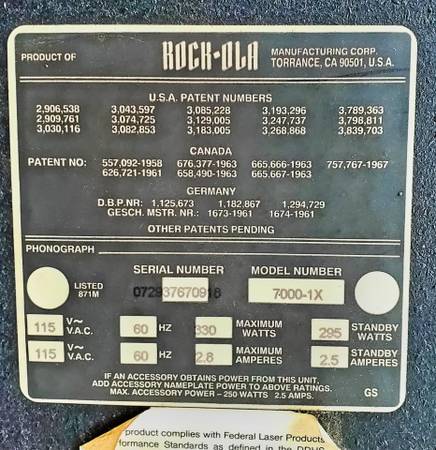 PRODUCT OF ROCK-OLA MANUFACTURING CORP.
TORRANCE, CA 90501, U.S.A.
U.S.A. PATENT NUMBERS
2,906,538 3,043,597 3,085,228 3,193,296 3,789,363
2,909,761 3,074,725 3,129,005 3,247,737 3,798,811
3,030,116 3,082,853 3,183,005 3,268,868 3,839,703
CANADA
PATENT NO: 557,092-1958 676,377-1963 665,666-1963 757,767-1967
626,721-1961 658,490-1963 665,667-1963
GERMANY
D.B.P.NR: 1,125,673 1,182,867 1,294,729
GESCH. MSTR. NR.: 1673-1961 1674-1961
OTHER PATENTS PENDING
PHONOGRAPH
SERIAL NUMBER MODEL NUMBER
LISTED
871M
072937670918 7000-1X
115 V~
V.A.C. 60 HZ 330 MAXIMUM
WATTS 295 STANDBY
WATTS
115 V~
V.A.C. 60 HZ 2.8 MAXIMUM
AMPERES 2.5 STANDBY
AMPERES
IF AN ACCESSORY OBTAINS POWER FROM THIS UNIT,
ADD ACCESSORY NAMEPLATE POWER TO ABOVE RATINGS.
MAX. ACCESSORY POWER – 250 WATTS 2.5 AMPS. GS
product complies with Federal Laser Products
formance Standards as defined in the